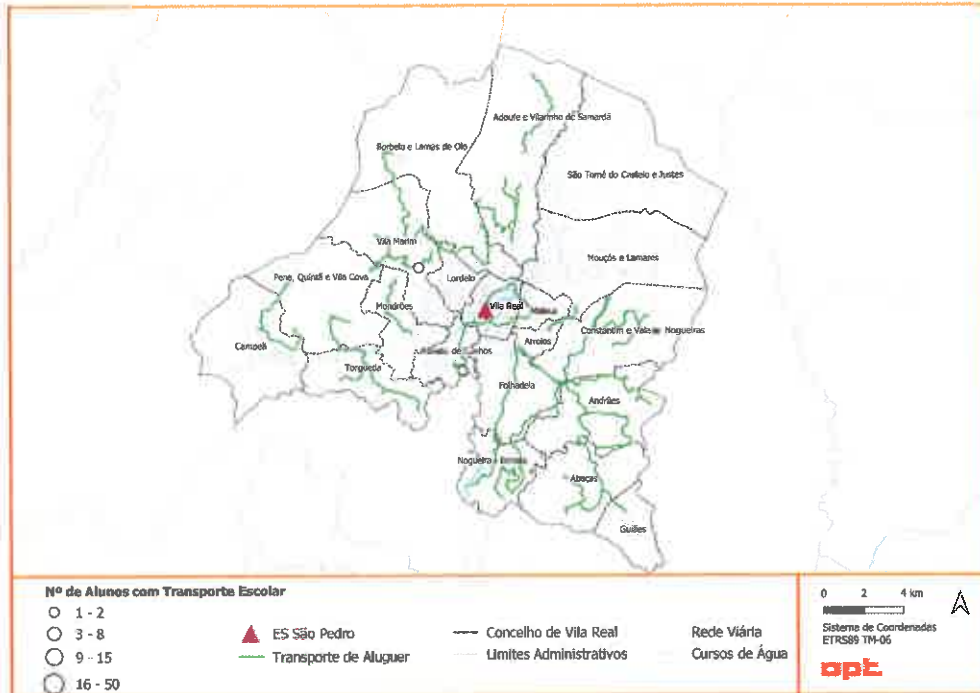 Adoufe e Vilarinho de Samardã
Borbela e Lamas de Olo
São Tomé do Castelo e Justes
Vila Marim
Mouçós e Lamares
Pena, Quintã e Vila Cova
Lordelo
Mondrões
Vila Real
Mateus
Campeã
Constantim e Vale Nogueiras
Arroios
Torgueda
Folhadela
Andrães
Nogueira
Abaças
Guiães
Nº de Alunos com Transporte Escolar
1 - 2
3 - 8
9 - 15
16 - 50
ES São Pedro
Transporte de Aluguer
Concelho de Vila Real
Limites Administrativos
Rede Viária
Cursos de Água
0 2 4 km
Sistema de Coordenadas
ETRS89 TM-06
opt